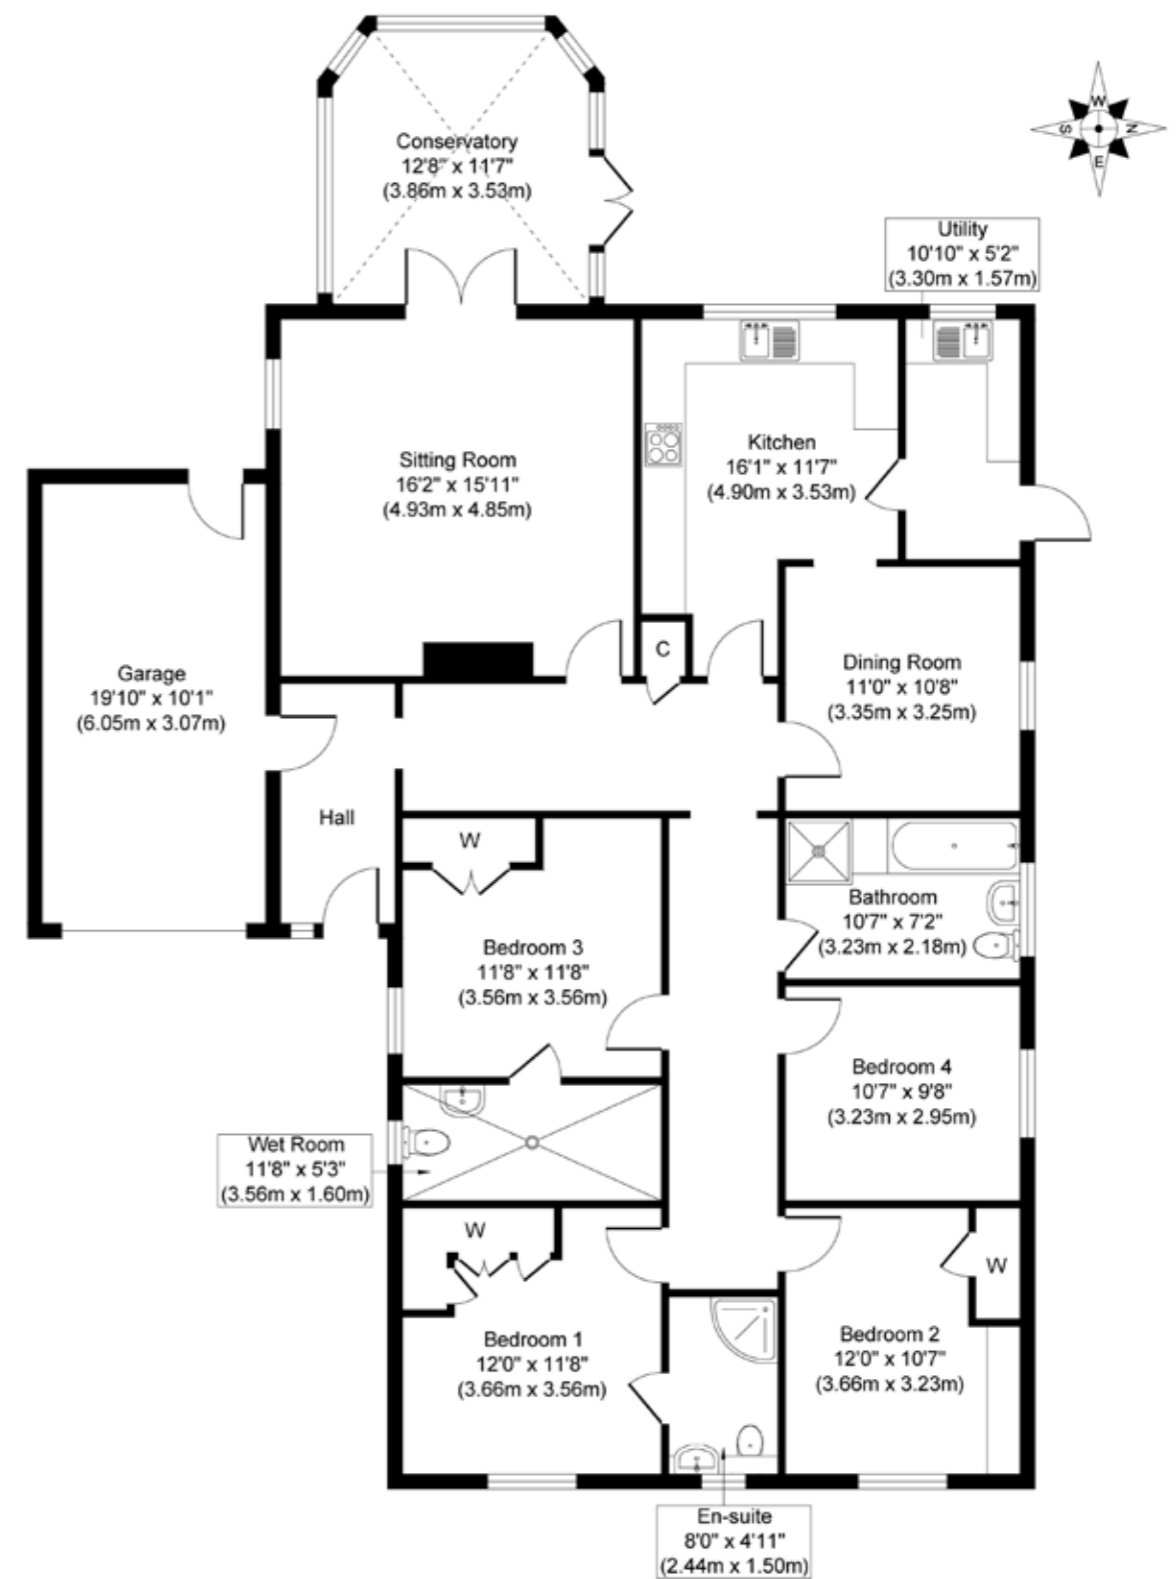 Conservatory
12'8" x 11'7"
(3.86m x 3.53m)
W
S
N
E
Utility
10'10" x 5'2"
(3.30m x 1.57m)
Sitting Room
16'2" x 15'11"
(4.93m x 4.85m)
Kitchen
16'1" x 11'7"
(4.90m x 3.53m)
C
Garage
19'10" x 10'1"
(6.05m x 3.07m)
Dining Room
11'0" x 10'8"
(3.35m x 3.25m)
Hall
W
Bedroom 3
11'8" x 11'8"
(3.56m x 3.56m)
Bathroom
10'7" x 7'2"
(3.23m x 2.18m)
Bedroom 4
10'7" x 9'8"
(3.23m x 2.95m)
Wet Room
11'8" x 5'3"
(3.56m x 1.60m)
W
W
Bedroom 1
12'0" x 11'8"
(3.66m x 3.56m)
Bedroom 2
12'0" x 10'7"
(3.66m x 3.23m)
En-suite
8'0" x 4'11"
(2.44m x 1.50m)